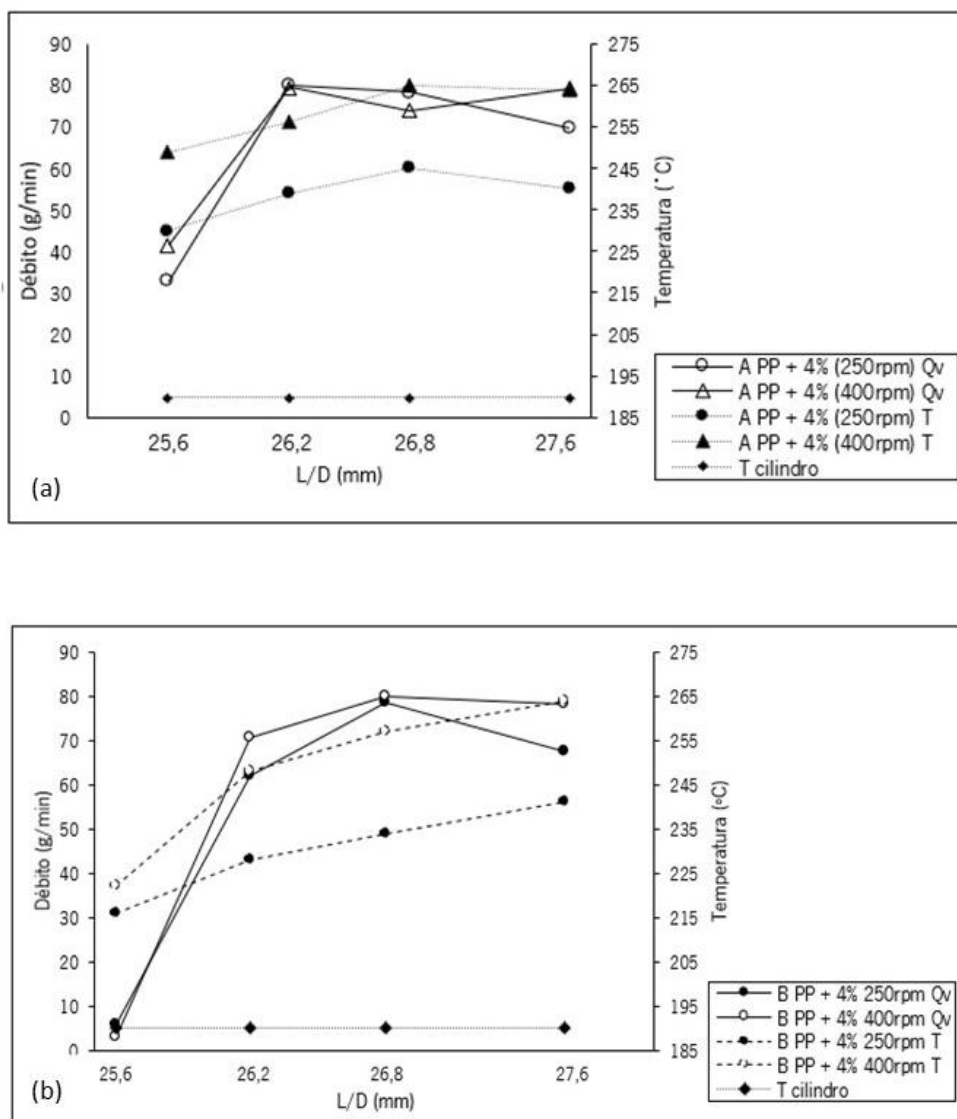 90
80
70
60
50
40
30
20
10
0
Débito (g/min)
275
265
255
245
235
225
215
205
195
185
Temperatura (˚C)
25,6 26,2 26,8 27,6
L/D (mm)
(a)
A PP + 4% (250rpm) Qv
A PP + 4% (400rpm) Qv
A PP + 4% (250rpm) T
A PP + 4% (400rpm) T
T cilindro
90
80
70
60
50
40
30
20
10
0
Débito (g/min)
275
265
255
245
235
225
215
205
195
185
Temperatura (ºC)
25,6 26,2 26,8 27,6
L/D (mm)
(b)
B PP + 4% 250rpm Qv
B PP + 4% 400rpm Qv
B PP + 4% 250rpm T
B PP + 4% 400rpm T
T cilindro